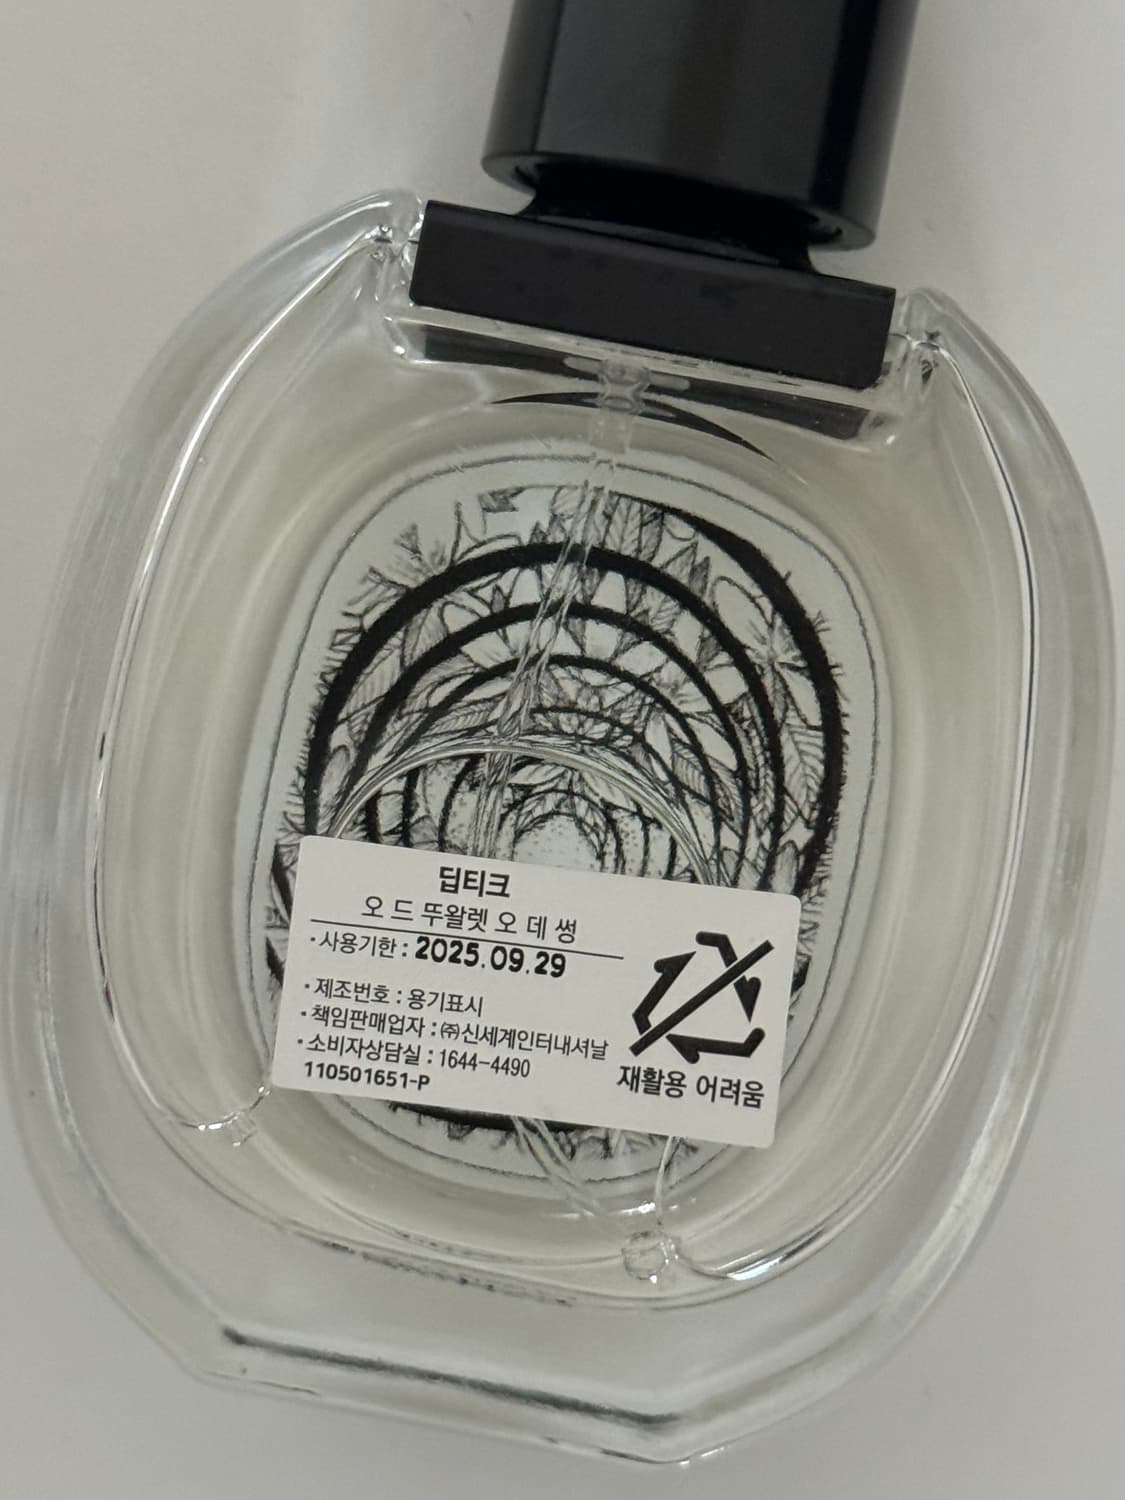 딥티크
오 드 뚜왈렛 오 데 썽
·사용기한 : 2025.09.29
·제조번호 : 용기표시
·책임판매업자 : ㈜신세계인터내셔날
·소비자상담실 : 1644-4490
110501651-P
재활용 어려움